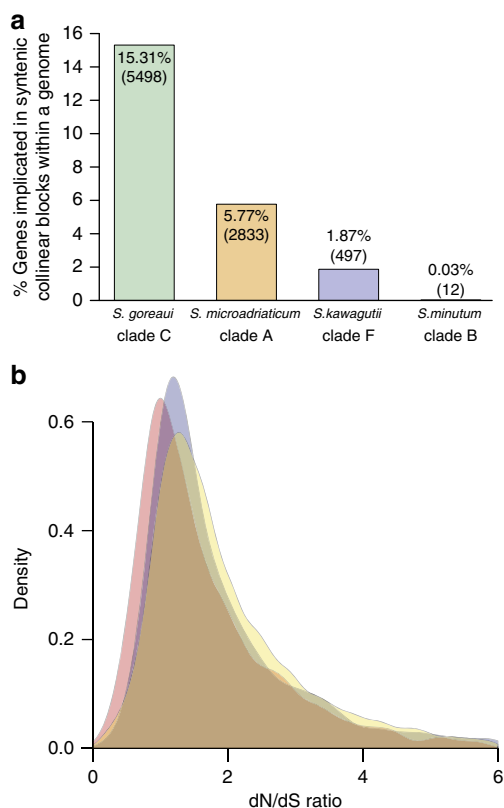 a
% Genes implicated in syntenic
collinear blocks within a genome
16
14
12
10
8
6
4
2
0
15.31%
(5498)
5.77%
(2833)
1.87%
(497)
0.03%
(12)
S. goreaui S. microadriaticum S.kawagutii S.minutum
clade C clade A clade F clade B
b
Density
0.6
0.4
0.2
0.0
0 2 4 6
dN/dS ratio